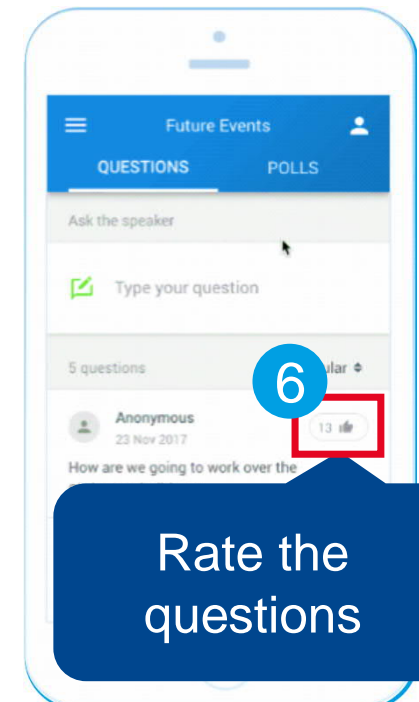 Future Events
QUESTIONS POLLS
Ask the speaker
Type your question
5 questions
6
Anonymous
13
23 Nov 2017
How are we going to work over the
Rate the
questions